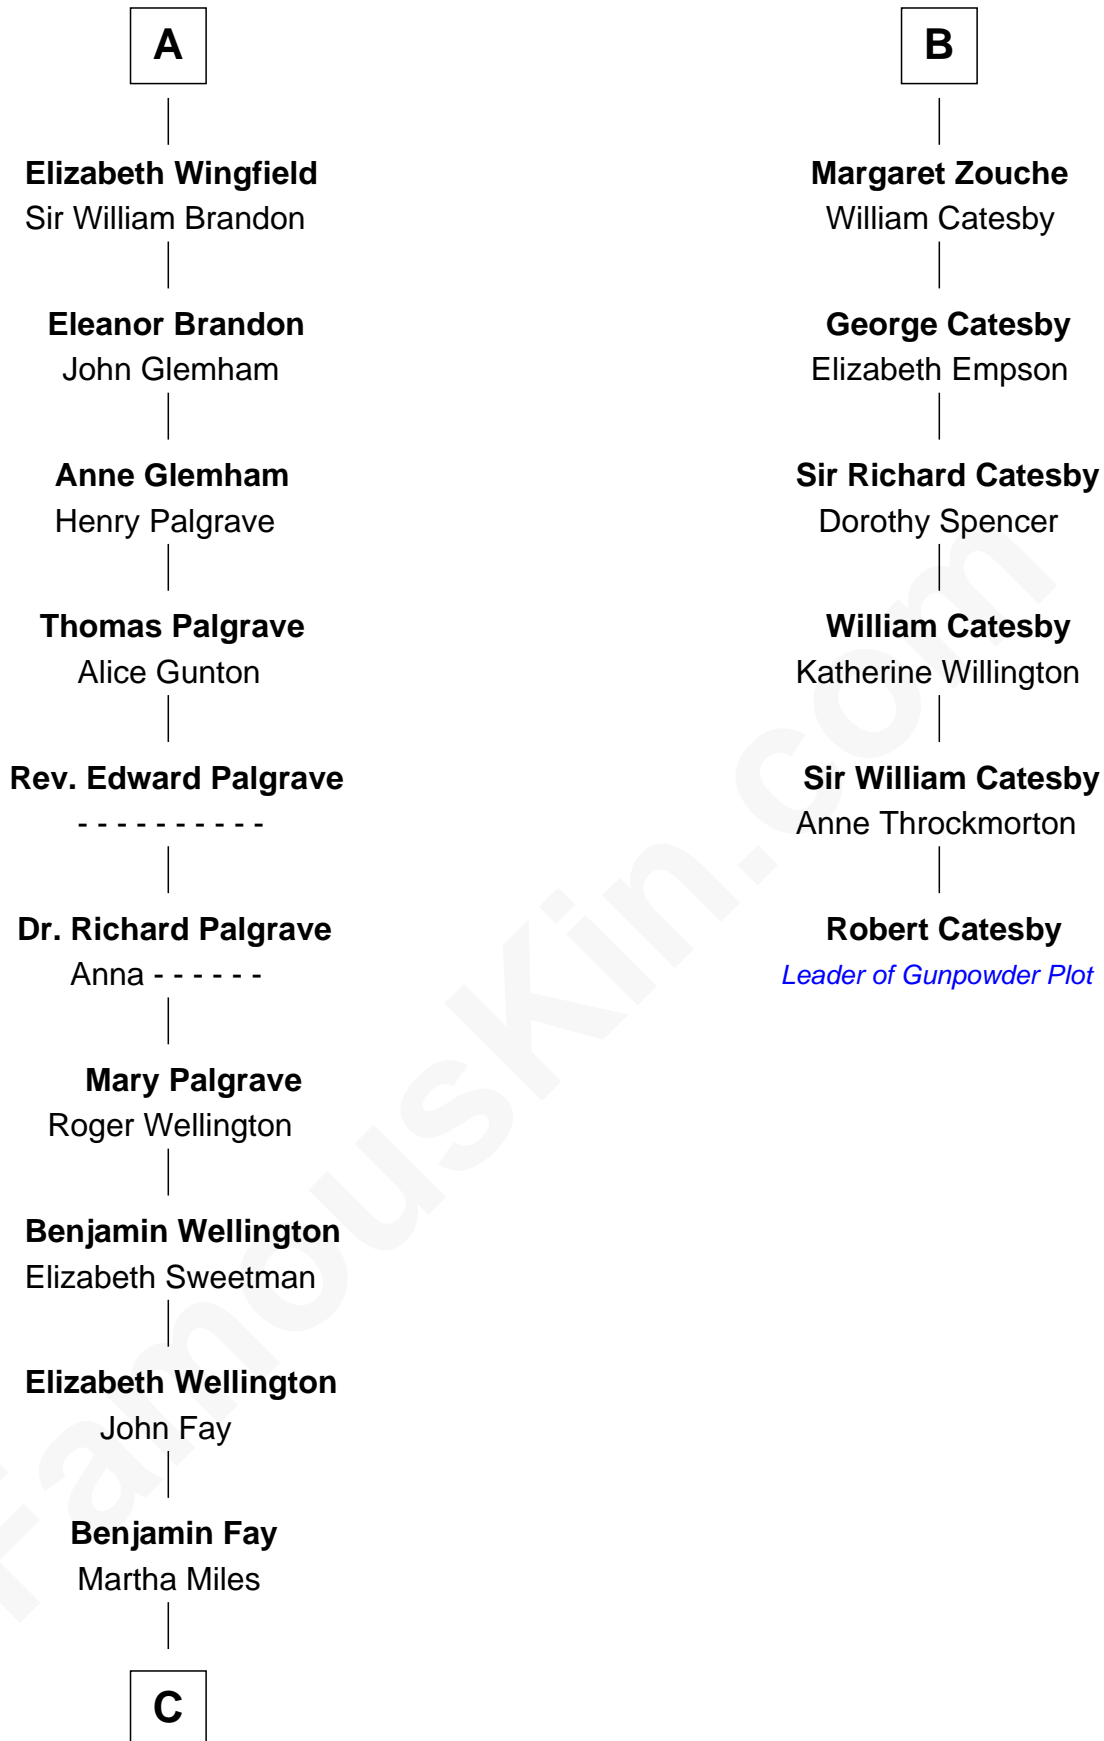 A
Elizabeth Wingfield
Sir William Brandon
Eleanor Brandon
John Glemham
Anne Glemham
Henry Palgrave
Thomas Palgrave
Alice Gunton
Rev. Edward Palgrave
- - - - - - - - - -
Dr. Richard Palgrave
Anna - - - - - -
Mary Palgrave
Roger Wellington
Benjamin Wellington
Elizabeth Sweetman
Elizabeth Wellington
John Fay
Benjamin Fay
Martha Miles
C
B
Margaret Zouche
William Catesby
George Catesby
Elizabeth Empson
Sir Richard Catesby
Dorothy Spencer
William Catesby
Katherine Willington
Sir William Catesby
Anne Throckmorton
Robert Catesby
Leader of Gunpowder Plot
FamousKin.com